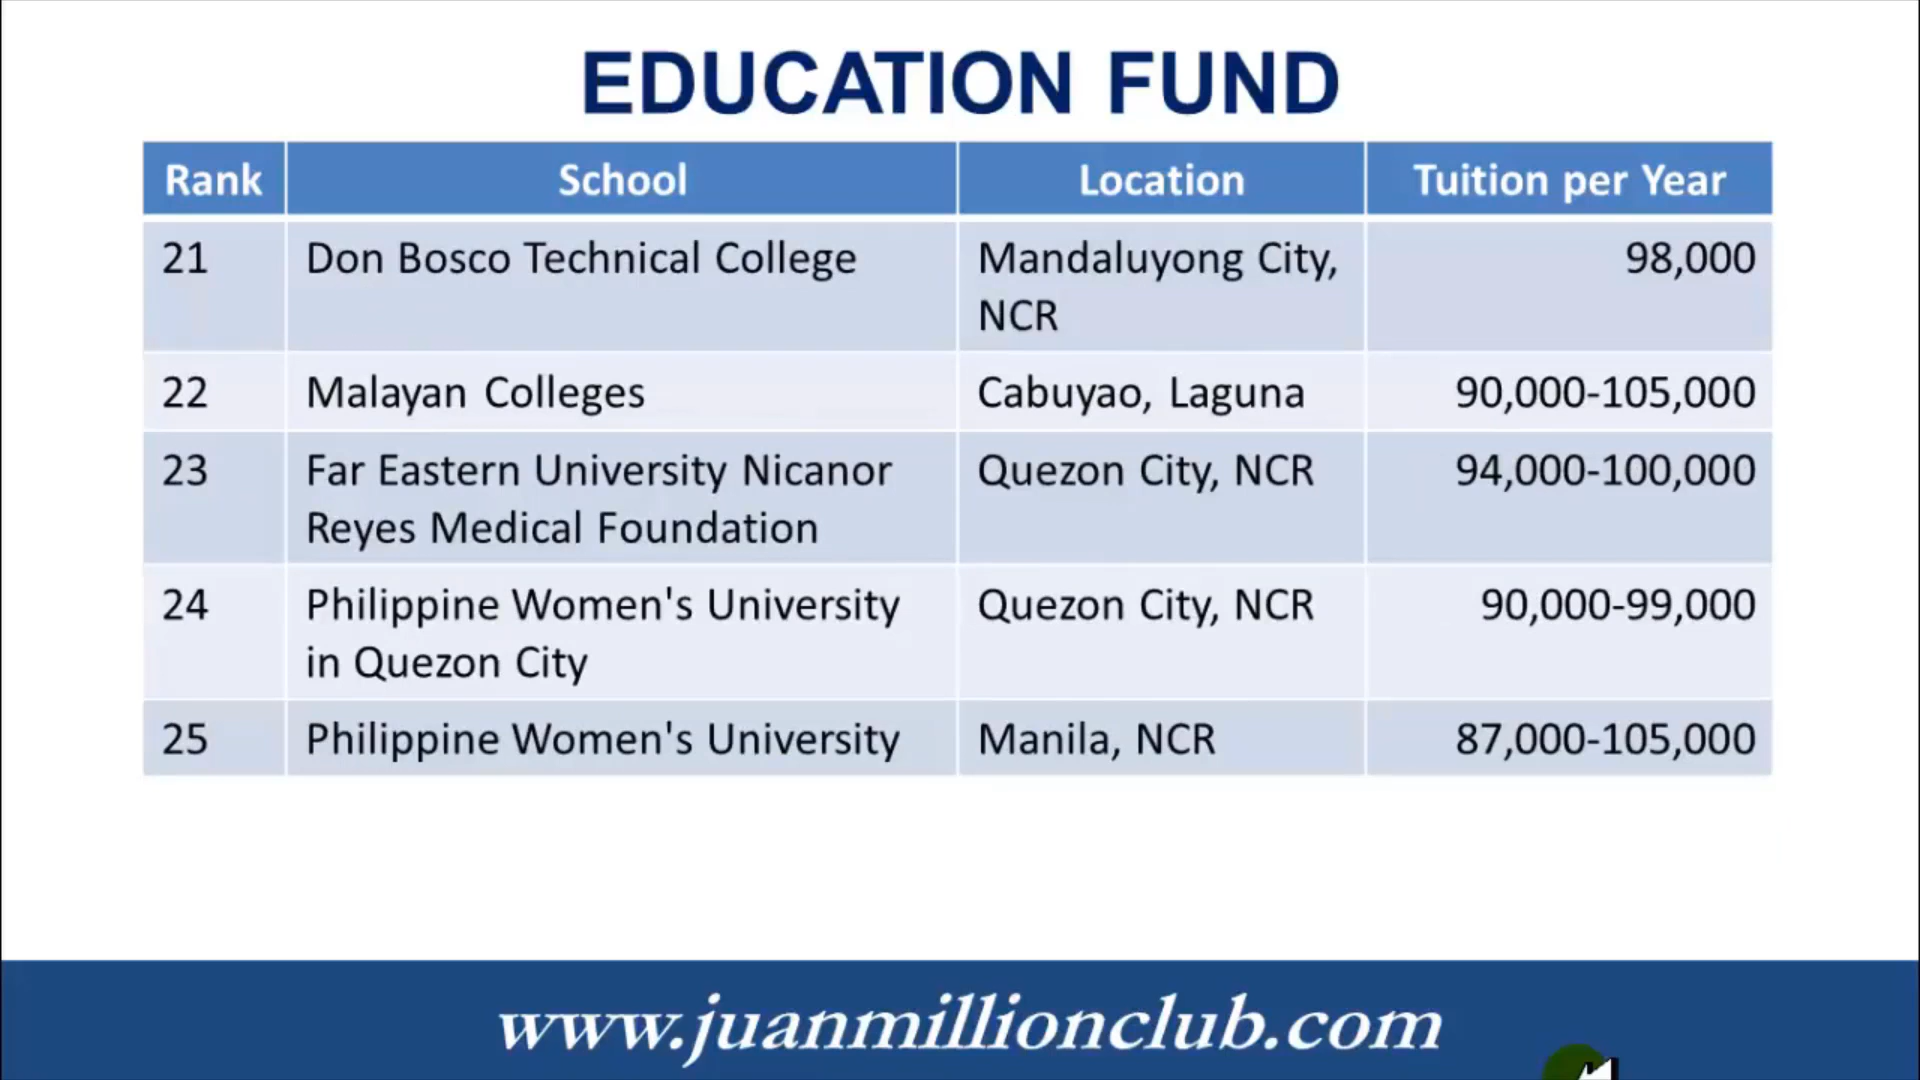 EDUCATION FUND
Rank School Location Tuition per Year
21 Don Bosco Technical College Mandaluyong City, 98,000
NCR
22 Malayan Colleges Cabuyao, Laguna 90,000-105,000
23 Far Eastern University Nicanor Quezon City, NCR 94,000-100,000
Reyes Medical Foundation
24 Philippine Women's University Quezon City, NCR 90,000-99,000
in Quezon City
25 Philippine Women's University Manila, NCR 87,000-105,000
www.juanmillionclub.com